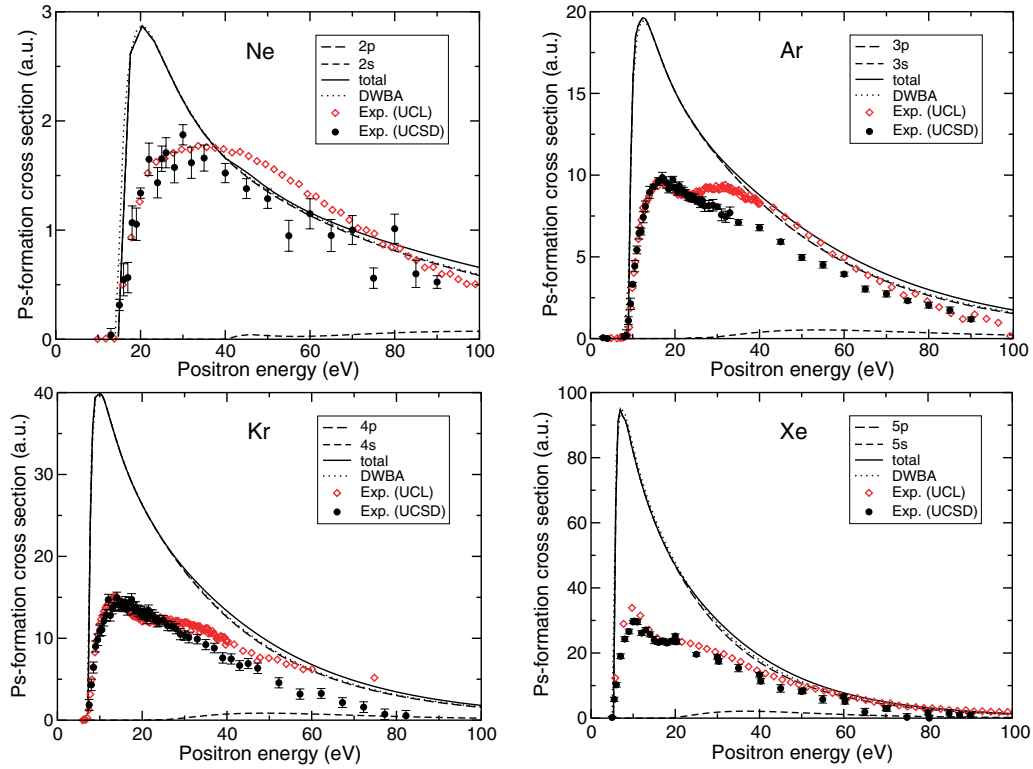 Ps-formation cross section (a.u.)
3
2
1
0
Ne
2p
2s
total
DWBA
Exp. (UCL)
Exp. (UCSD)
0 20 40 60 80 100
Positron energy (eV)
Ps-formation cross section (a.u.)
20
15
10
5
0
Ar
3p
3s
total
DWBA
Exp. (UCL)
Exp. (UCSD)
0 20 40 60 80 100
Positron energy (eV)
Ps-formation cross section (a.u.)
40
30
20
10
0
Kr
4p
4s
total
DWBA
Exp. (UCL)
Exp. (UCSD)
0 20 40 60 80 100
Positron energy (eV)
Ps-formation cross section (a.u.)
100
80
60
40
20
0
Xe
5p
5s
total
DWBA
Exp. (UCL)
Exp. (UCSD)
0 20 40 60 80 100
Positron energy (eV)